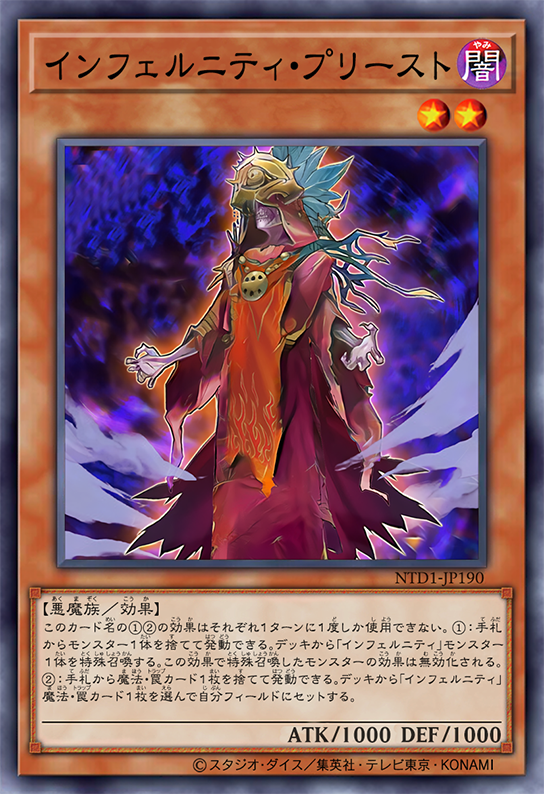 インフェルニティ・プリースト
闇
NTD1-JP190
【悪魔族／効果】
このカード名の①②の効果はそれぞれ1ターンに1度しか使用できない。①：手札
からモンスター1体を捨てて発動できる。デッキから「インフェルニティ」モンスター
1体を特殊召喚する。この効果で特殊召喚したモンスターの効果は無効化される。
②：手札から魔法・罠カード1枚を捨てて発動できる。デッキから「インフェルニティ」
魔法・罠カード1枚を選んで自分フィールドにセットする。
ATK/1000 DEF/1000
©スタジオ・ダイス／集英社・テレビ東京・KONAMI